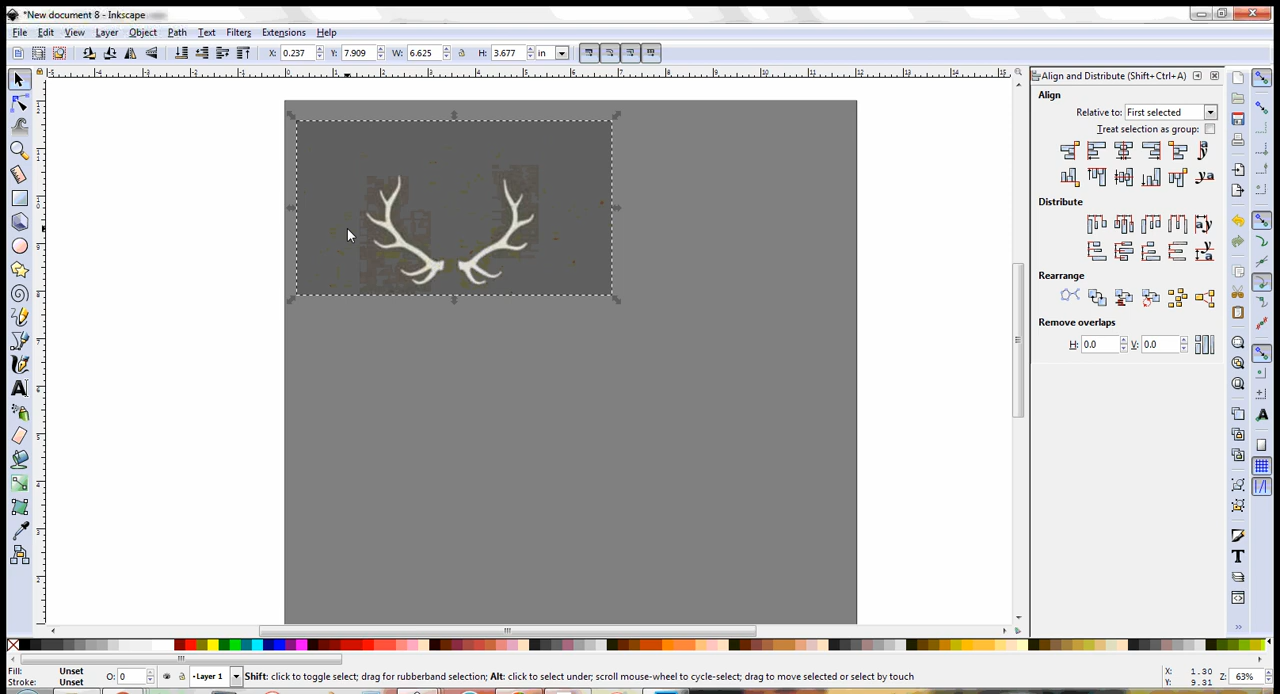 *New document 8 - Inkscape
File Edit View Layer Object Path Text Filters Extensions Help
X: 0.237 Y: 7.909 W: 6.625 H: 3.677 in
Align and Distribute (Shift+Ctrl+A)
Align
Relative to: First selected
Treat selection as group:
Distribute
Rearrange
Remove overlaps
H: 0.0 V: 0.0
Fill: Unset
Stroke: Unset
O: 0
Layer 1
Shift: click to toggle select; drag for rubberband selection; Alt: click to select under; scroll mouse-wheel to cycle-select; drag to move selected or select by touch
X: 1.30
Y: 9.31
Z: 63%